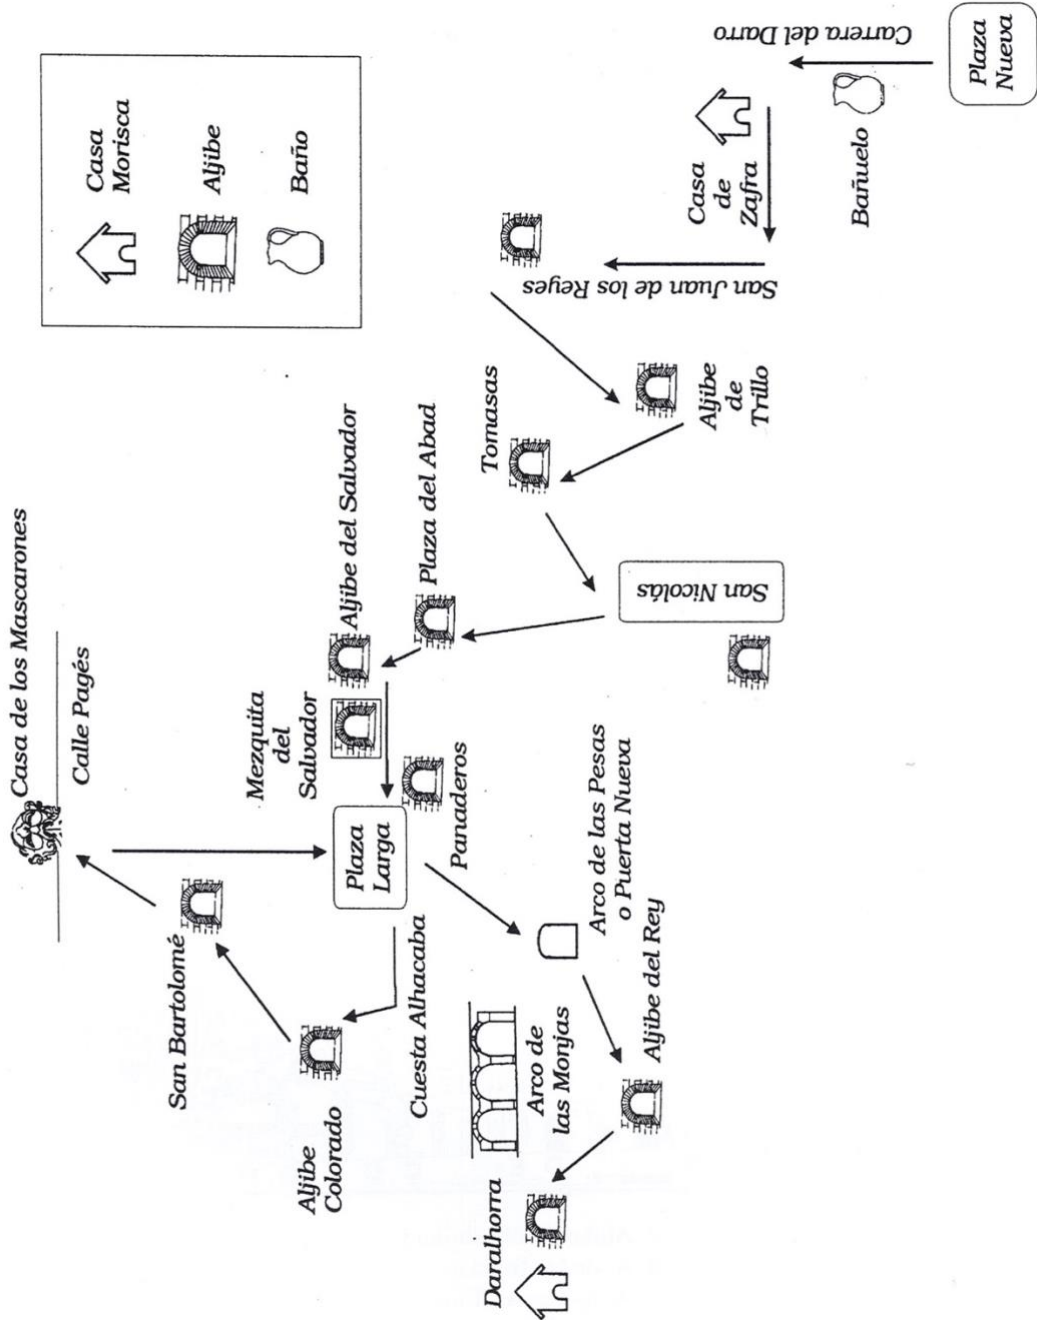 Casa
Morisca
Aljibe
Baño
Carrera del Darro
Plaza
Nueva
Bañuelo
Casa
de
Zafra
San Juan de los Reyes
Aljibe
de
Trillo
Tomasas
San Nicolás
Plaza del Abad
Aljibe del Salvador
Mezquita
del
Salvador
Panaderos
Plaza
Larga
Cuesta Alhacaba
Aljibe
Colorado
San Bartolomé
Casa de los Mascarones
Calle Pagés
Arco de las Pesas
o Puerta Nueva
Aljibe del Rey
Arco de
las Monjas
Daralhorra